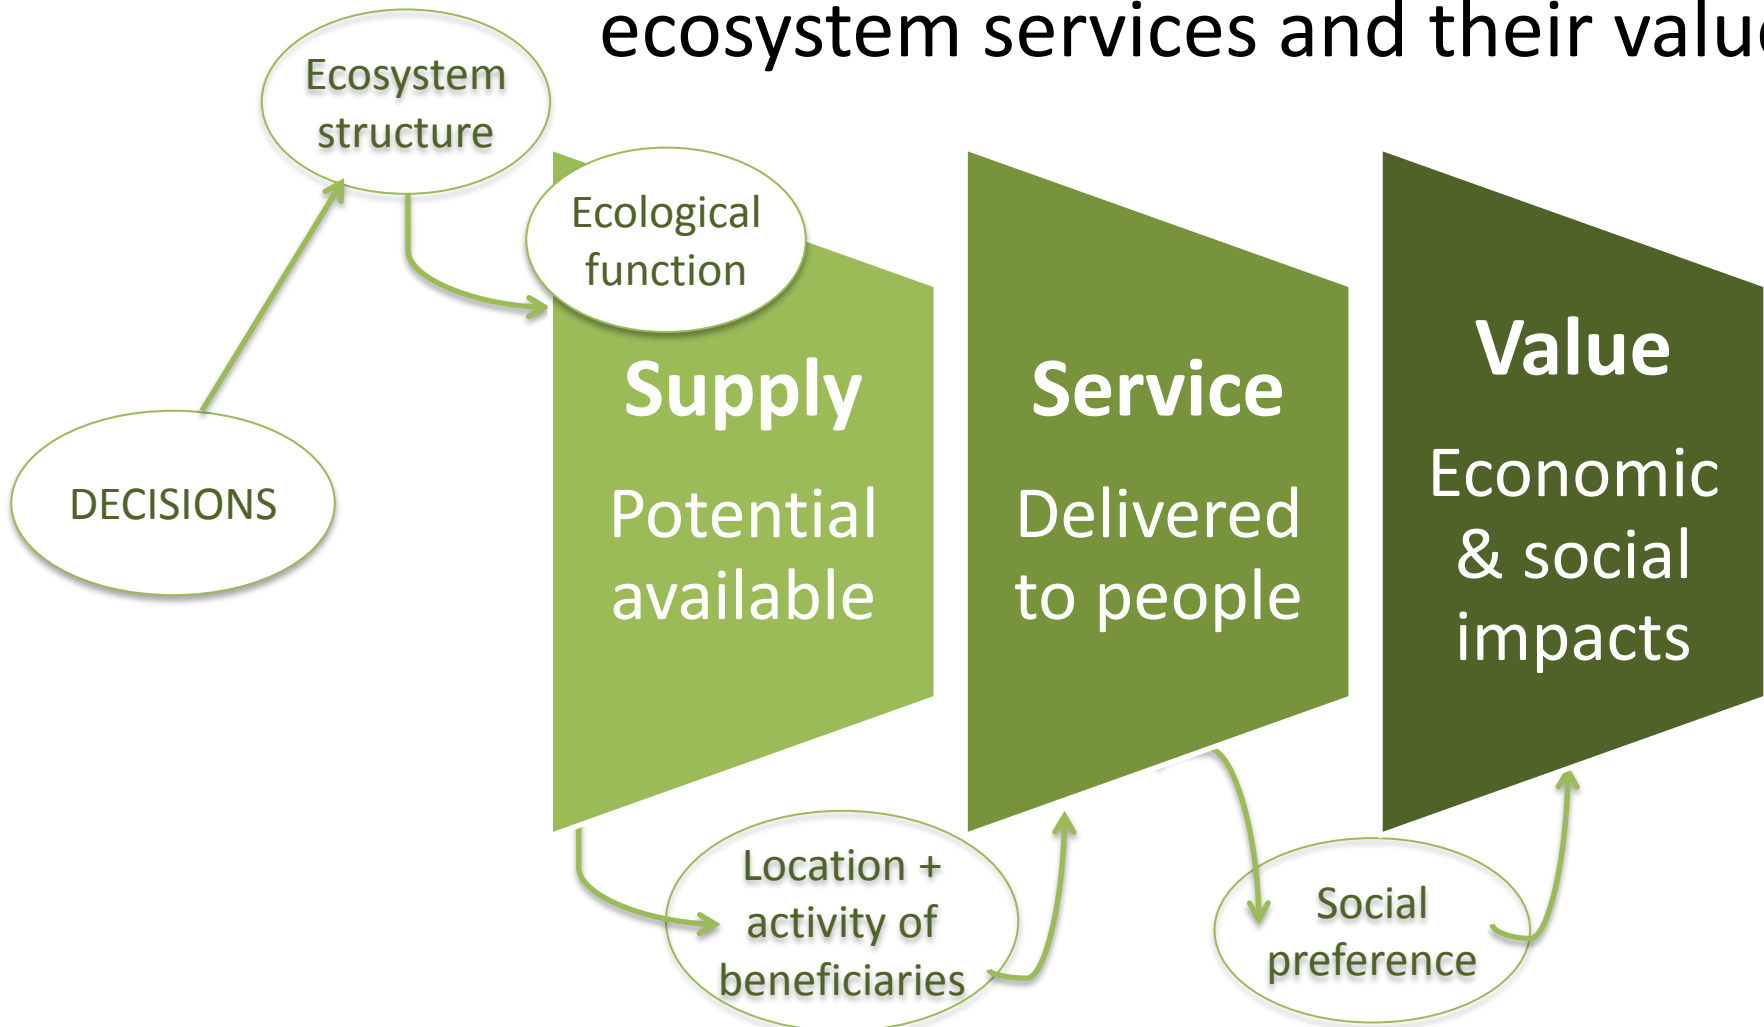 ecosystem services and their value
Ecosystem
structure
Ecological
function
DECISIONS
Supply
Potential
available
Service
Delivered
to people
Value
Economic
& social
impacts
Location +
activity of
beneficiaries
Social
preference